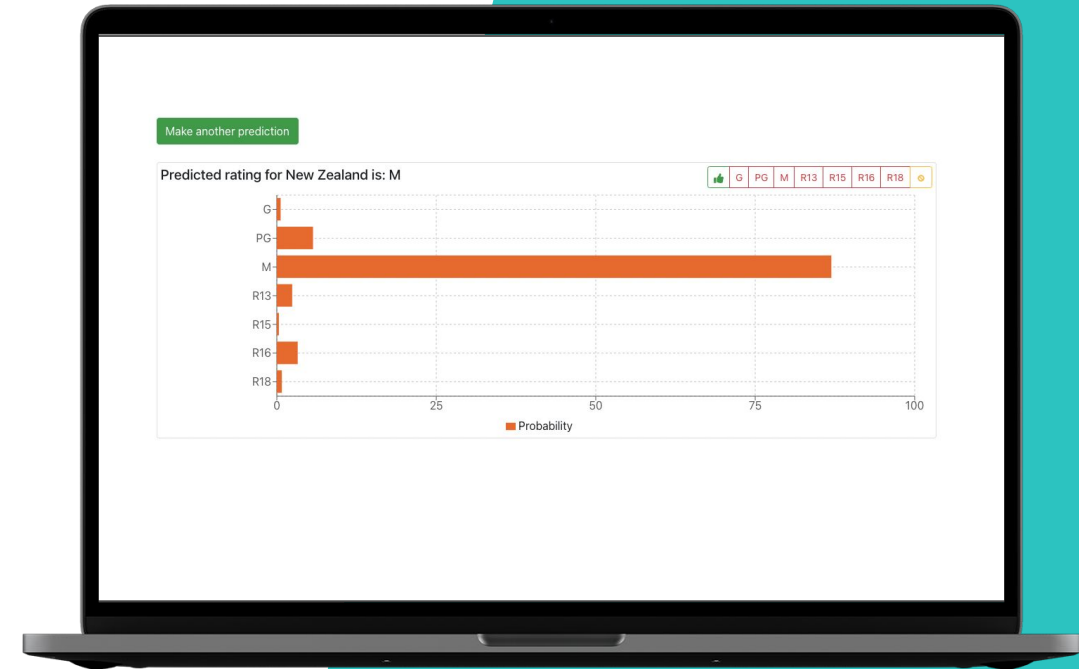 Make another prediction
Predicted rating for New Zealand is: M
G PG M R13 R15 R16 R18
G
PG
M
R13
R15
R16
R18
0 25 50 75 100
Probability